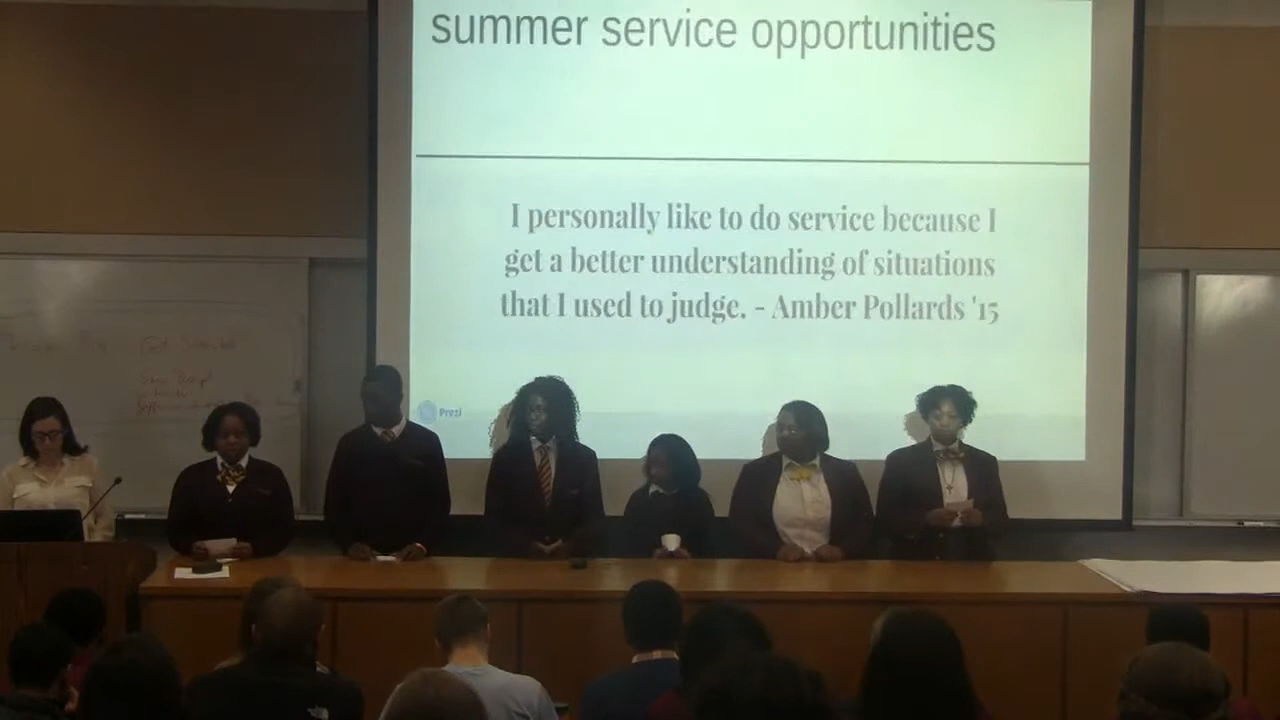 summer service opportunities
I personally like to do service because I
get a better understanding of situations
that I used to judge. - Amber Pollards '15
Prezi